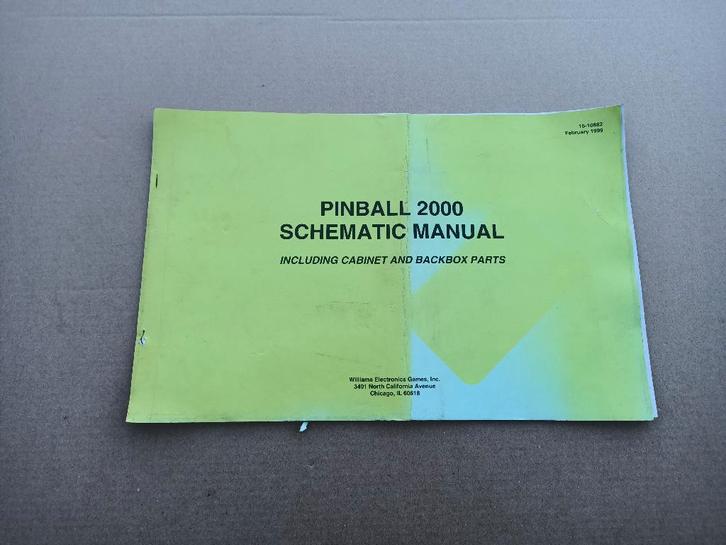 16-10882
February 1999
PINBALL 2000
SCHEMATIC MANUAL
INCLUDING CABINET AND BACKBOX PARTS
Williams Electronics Games, Inc.
3401 North California Avenue
Chicago, IL 60618